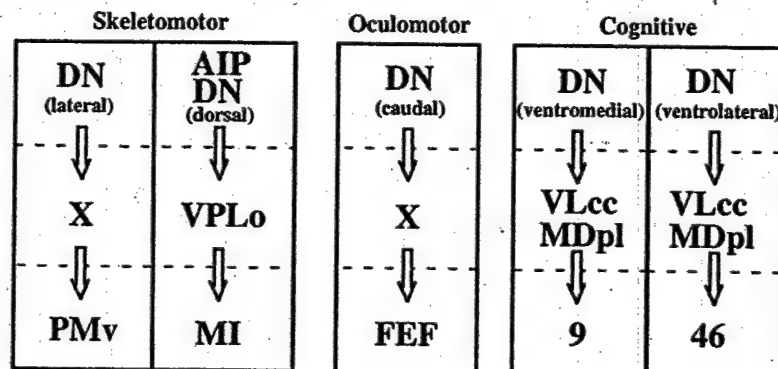 Skeletomotor
Oculomotor
Cognitive
DN
(lateral)
X
PMv
AIP
DN
(dorsal)
VPLo
MI
DN
(caudal)
X
FEF
DN
(ventromedial)
VLcc
MDpl
9
DN
(ventrolateral)
VLcc
MDpl
46